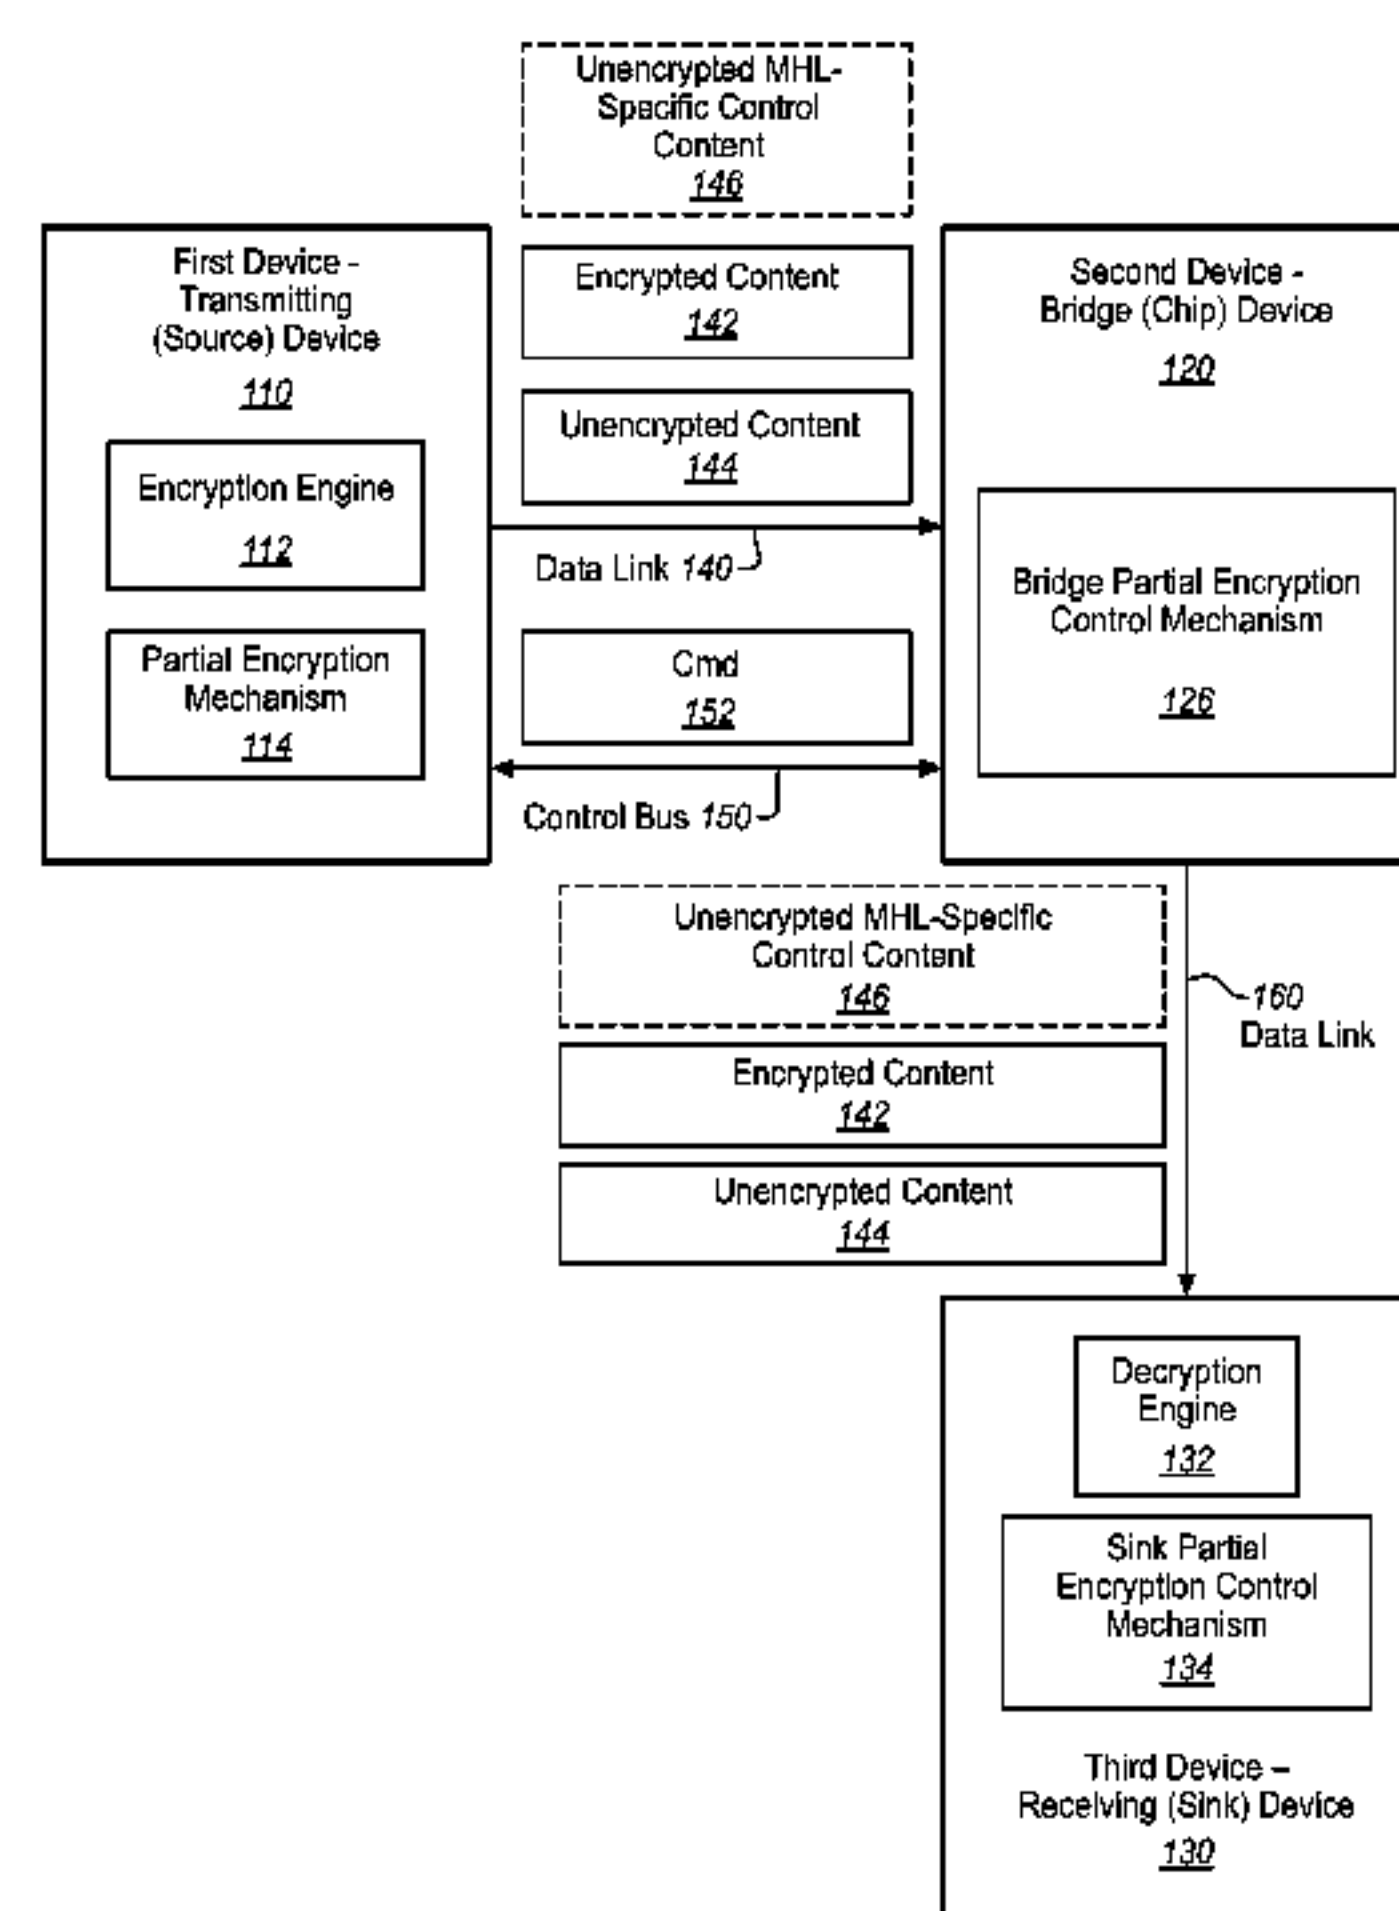 Unencrypted MHL-
Specific Control
Content
146
First Device -
Transmitting
(Source) Device
110
Encryption Engine
112
Partial Encryption
Mechanism
114
Encrypted Content
142
Unencrypted Content
144
Data Link 140
Cmd
152
Control Bus 150
Second Device -
Bridge (Chip) Device
120
Bridge Partial Encryption
Control Mechanism
126
Unencrypted MHL-Specific
Control Content
146
Encrypted Content
142
Unencrypted Content
144
160
Data Link
Decryption
Engine
132
Sink Partial
Encryption Control
Mechanism
134
Third Device –
Receiving (Sink) Device
130